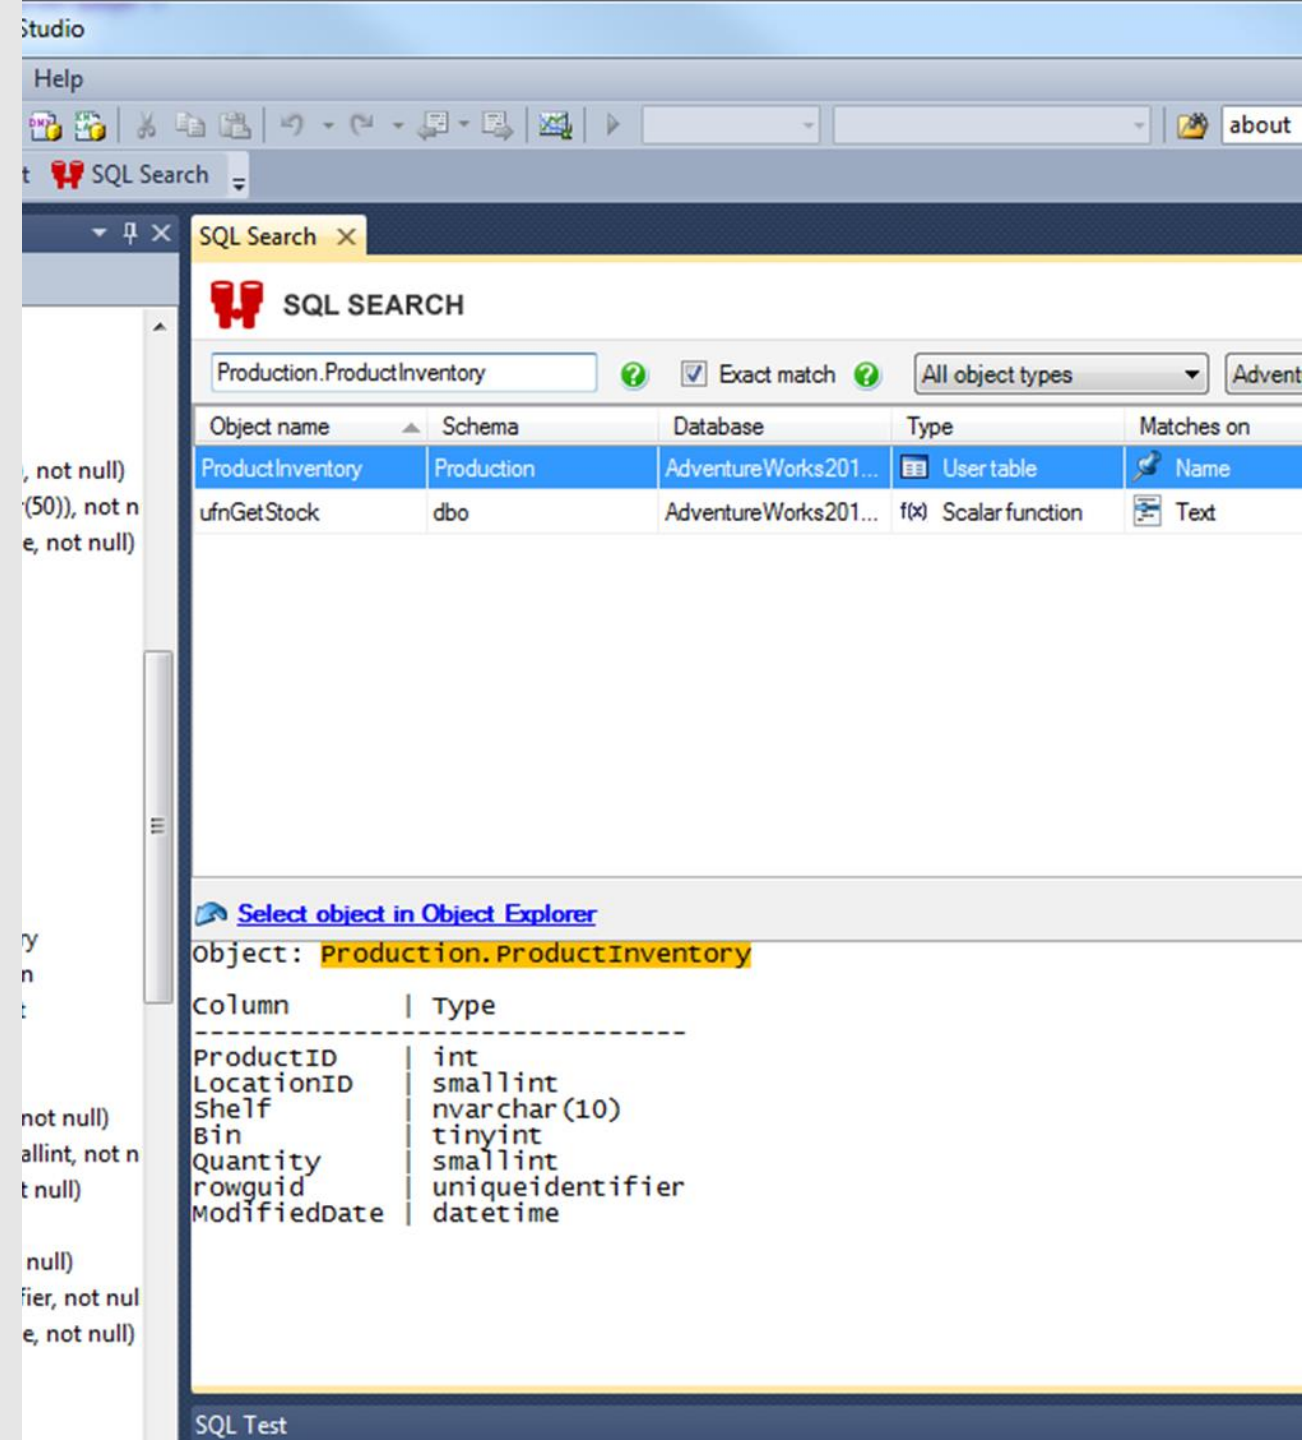 Studio
Help
about
t SQL Search
SQL Search
SQL SEARCH
Production.ProductInventory Exact match All object types Advent
Object name Schema Database Type Matches on
ProductInventory Production AdventureWorks201... User table Name
ufnGetStock dbo AdventureWorks201... f(x) Scalar function Text
, not null)
(50)), not n
e, not null)
ry
n
t
not null)
allint, not n
t null)
null)
fier, not nul
e, not null)
Select object in Object Explorer
Object: Production.ProductInventory
Column | Type
-------------------------------
ProductID | int
LocationID | smallint
Shelf | nvarchar(10)
Bin | tinyint
Quantity | smallint
rowguid | uniqueidentifier
ModifiedDate | datetime
SQL Test